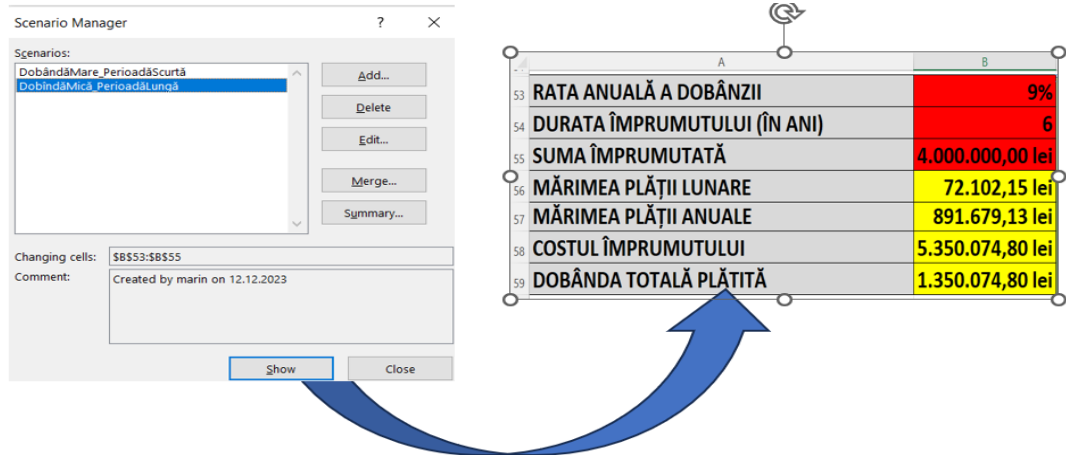 Scenario Manager ? ×
Scenarios:
DobândăMare_PerioadăScurtă
DobîndăMică_PerioadăLungă
Add...
Delete
Edit...
Merge...
Summary...
Changing cells: $B$53:$B$55
Comment: Created by marin on 12.12.2023
Show Close
A B
53 RATA ANUALĂ A DOBÂNZII 9%
54 DURATA ÎMPRUMUTULUI (ÎN ANI) 6
55 SUMA ÎMPRUMUTATĂ 4.000.000,00 lei
56 MĂRIMEA PLĂȚII LUNARE 72.102,15 lei
57 MĂRIMEA PLĂȚII ANUALE 891.679,13 lei
58 COSTUL ÎMPRUMUTULUI 5.350.074,80 lei
59 DOBÂNDA TOTALĂ PLĂTITĂ 1.350.074,80 lei